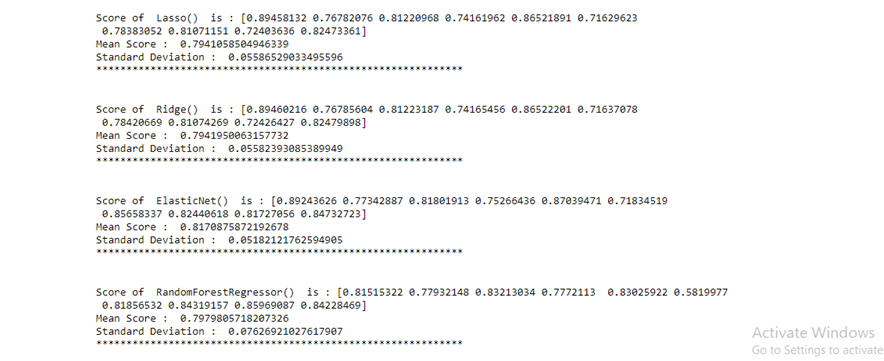 Score of  Lasso()  is : [0.89458132 0.76782076 0.81220968 0.74161962 0.86521891 0.71629623
 0.78383052 0.81071151 0.72403636 0.82473361]
Mean Score :  0.7941058504946339
Standard Deviation :  0.05586529033495596
*************************************************************
Score of  Ridge()  is : [0.89460216 0.76785604 0.81223187 0.74165456 0.86522201 0.71637078
 0.78420669 0.81074269 0.72426427 0.82479898]
Mean Score :  0.7941950063157732
Standard Deviation :  0.05582393085389949
*************************************************************
Score of  ElasticNet()  is : [0.89243626 0.77342887 0.81801913 0.75266436 0.87039471 0.71834519
 0.85658337 0.82440618 0.81727056 0.84732723]
Mean Score :  0.8170875872192678
Standard Deviation :  0.05182121762594905
*************************************************************
Score of  RandomForestRegressor()  is : [0.81515322 0.77932148 0.83213034 0.7772113  0.83025922 0.5819977
 0.81856532 0.84319157 0.85969087 0.84228469]
Mean Score :  0.7979805718207326
Standard Deviation :  0.07626921027617907
*************************************************************
Activate Windows
Go to Settings to activate